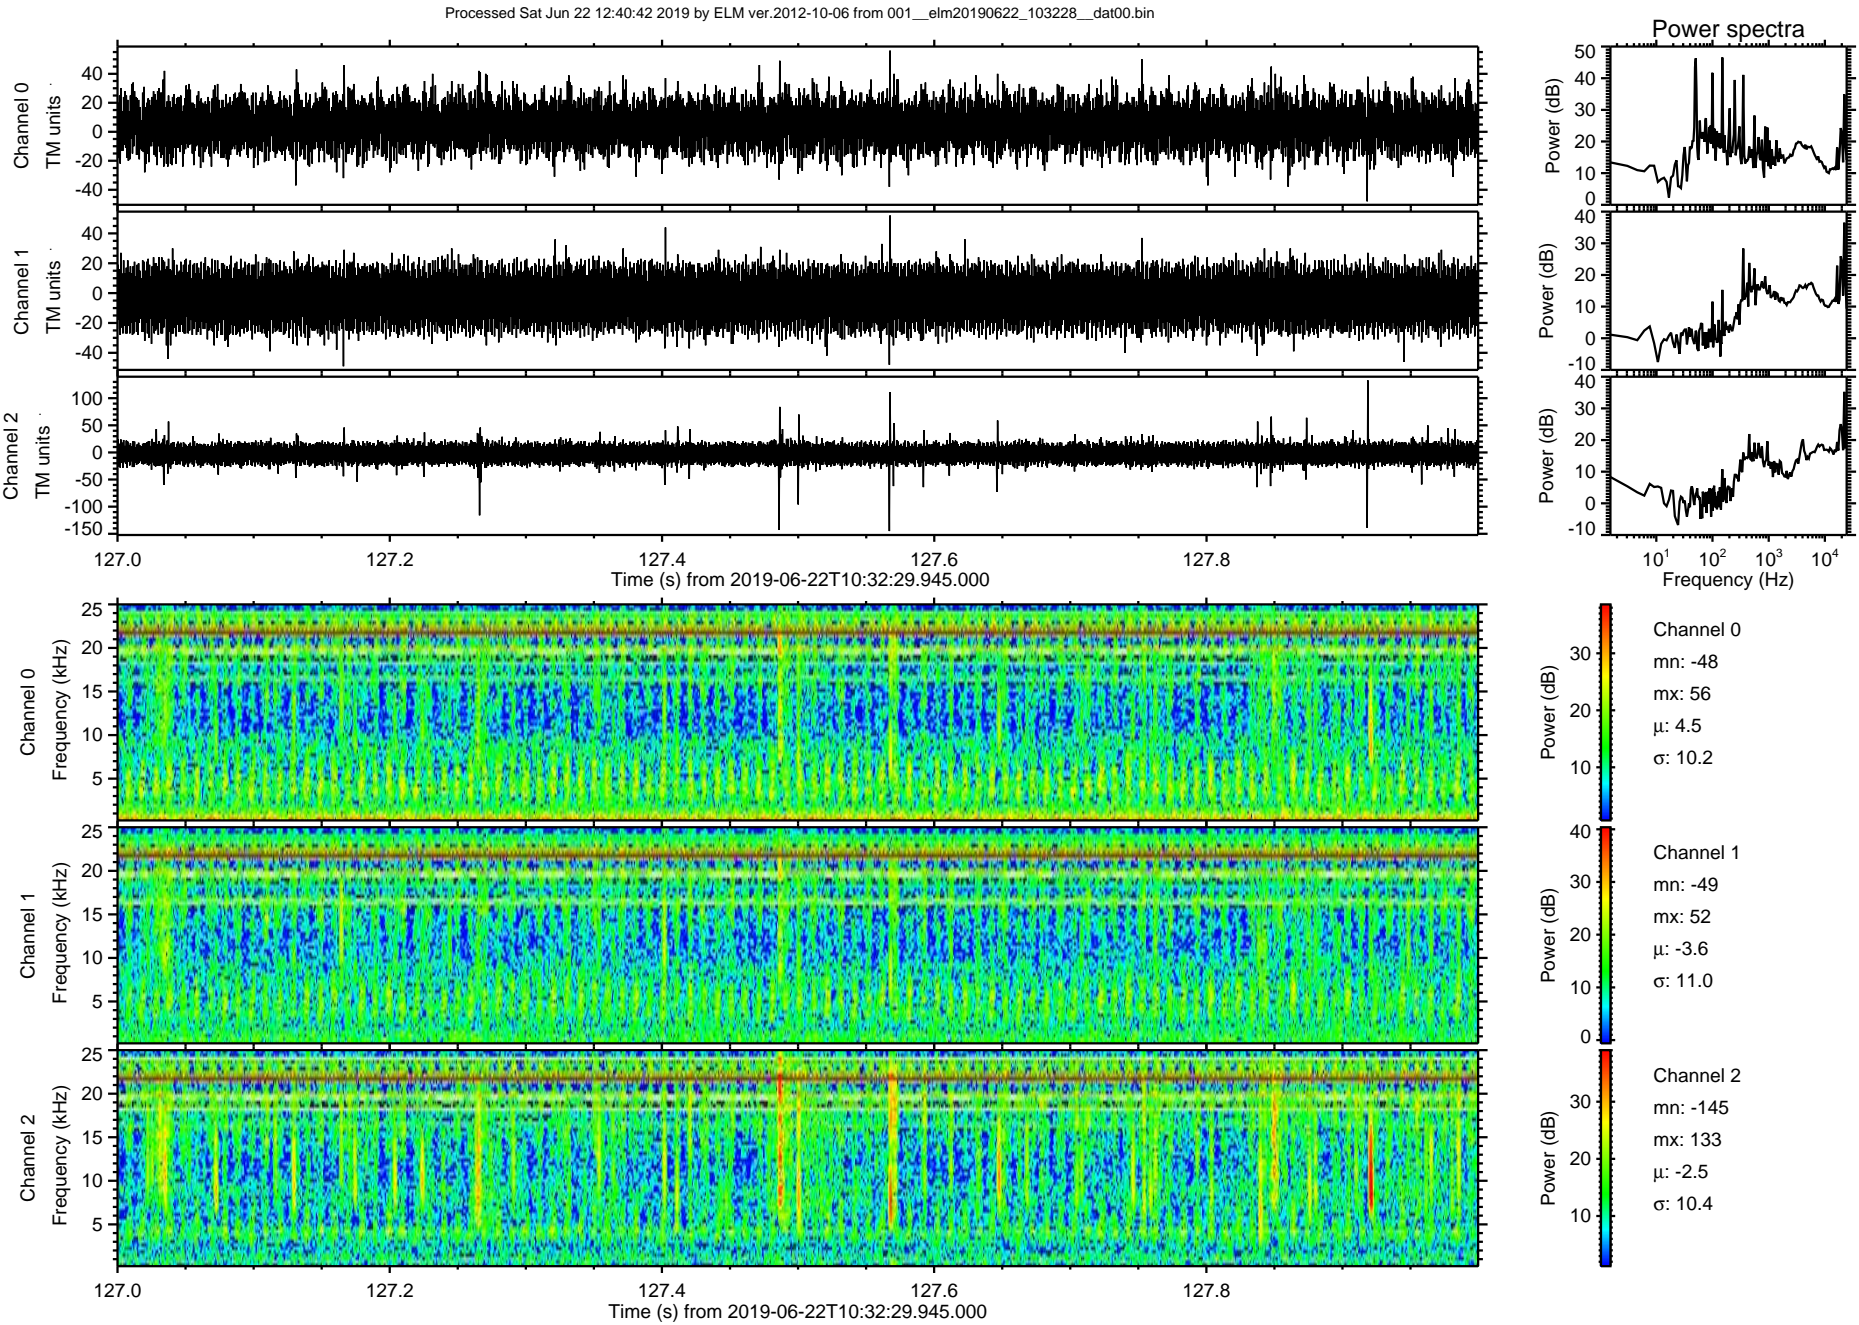 Processed Sat Jun 22 12:40:42 2019 by ELM ver.2012-10-06 from 001__elm20190622_103228__dat00.bin
Power spectra
Channel 0
TM units
40
20
0
-20
-40
Power (dB)
50
40
30
20
10
0
Channel 1
TM units
40
20
0
-20
-40
Power (dB)
40
30
20
10
0
-10
Channel 2
TM units
100
50
0
-50
-100
-150
Power (dB)
40
30
20
10
0
-10
127.0 127.2 127.4 127.6 127.8
Time (s) from 2019-06-22T10:32:29.945.000
10¹ 10² 10³ 10⁴
Frequency (Hz)
Channel 0
Frequency (kHz)
25
20
15
10
5
Power (dB)
30
20
10
Channel 0
mn: -48
mx: 56
µ: 4.5
σ: 10.2
Channel 1
Frequency (kHz)
25
20
15
10
5
Power (dB)
40
30
20
10
0
Channel 1
mn: -49
mx: 52
µ: -3.6
σ: 11.0
Channel 2
Frequency (kHz)
25
20
15
10
5
Power (dB)
30
20
10
Channel 2
mn: -145
mx: 133
µ: -2.5
σ: 10.4
127.0 127.2 127.4 127.6 127.8
Time (s) from 2019-06-22T10:32:29.945.000